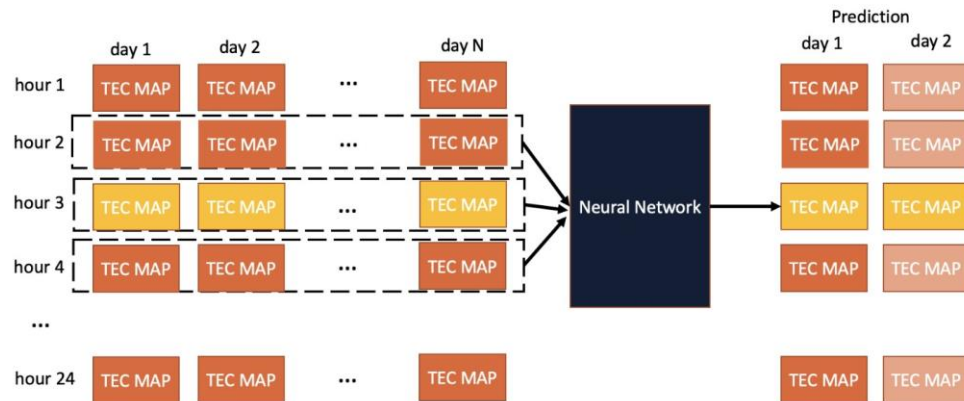 Prediction
day 1 day 2 day N day 1 day 2
hour 1 TEC MAP TEC MAP ... TEC MAP TEC MAP TEC MAP
hour 2 TEC MAP TEC MAP ... TEC MAP TEC MAP TEC MAP
hour 3 TEC MAP TEC MAP ... TEC MAP Neural Network TEC MAP TEC MAP
hour 4 TEC MAP TEC MAP ... TEC MAP TEC MAP TEC MAP
...
hour 24 TEC MAP TEC MAP ... TEC MAP TEC MAP TEC MAP